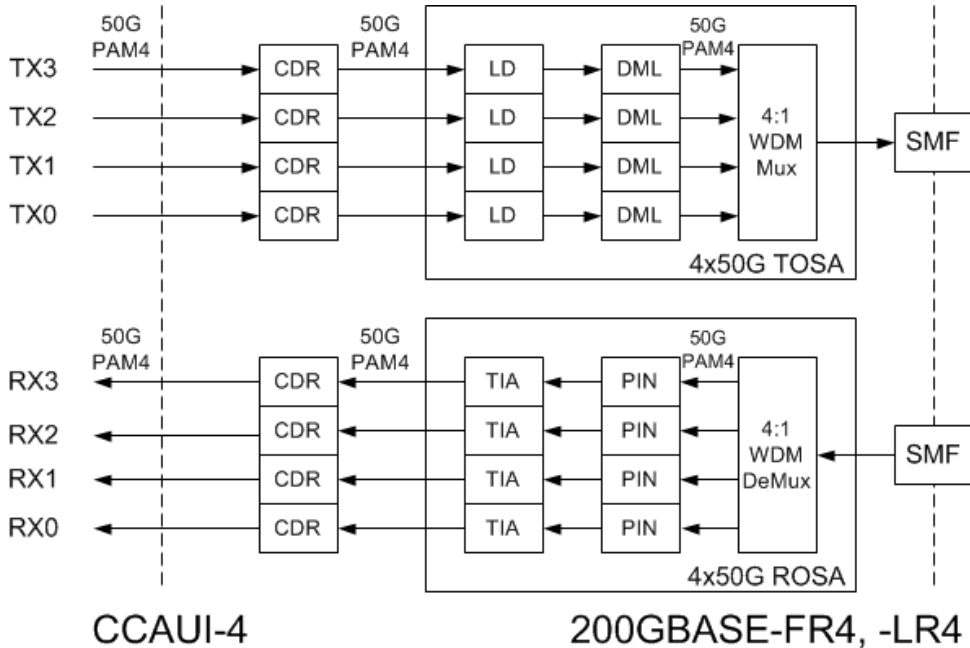 50G
PAM4
50G
PAM4
50G
PAM4
TX3 CDR LD DML
TX2 CDR LD DML
TX1 CDR LD DML
TX0 CDR LD DML
4:1
WDM
Mux
SMF
4x50G TOSA
50G
PAM4
50G
PAM4
50G
PAM4
RX3 CDR TIA PIN
RX2 CDR TIA PIN
RX1 CDR TIA PIN
RX0 CDR TIA PIN
4:1
WDM
DeMux
SMF
4x50G ROSA
CCAUI-4
200GBASE-FR4, -LR4